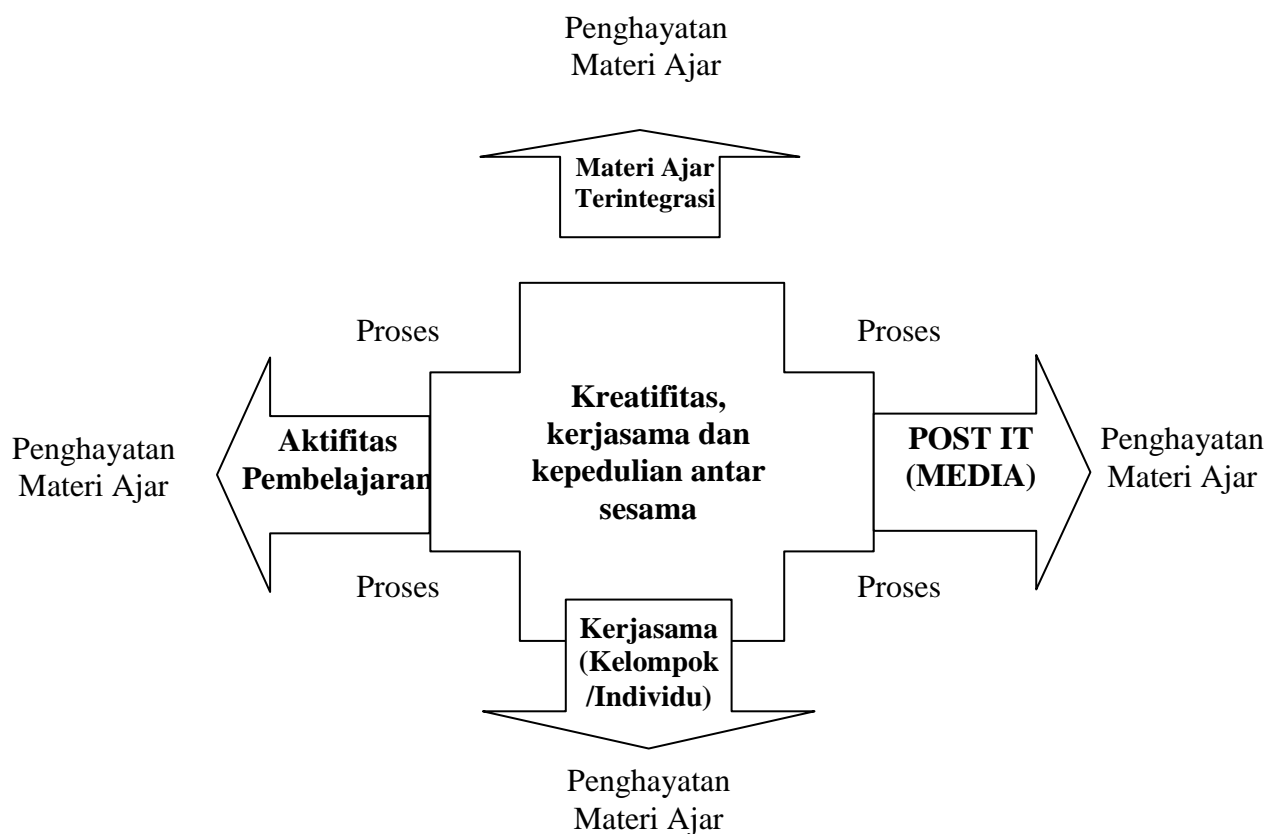 Penghayatan
Materi Ajar
Materi Ajar
Terintegrasi
Proses
Proses
Penghayatan
Materi Ajar
Aktifitas
Pembelajaran
Kreatifitas,
kerjasama dan
kepedulian antar
sesama
POST IT
(MEDIA)
Penghayatan
Materi Ajar
Proses
Proses
Kerjasama
(Kelompok
/Individu)
Penghayatan
Materi Ajar